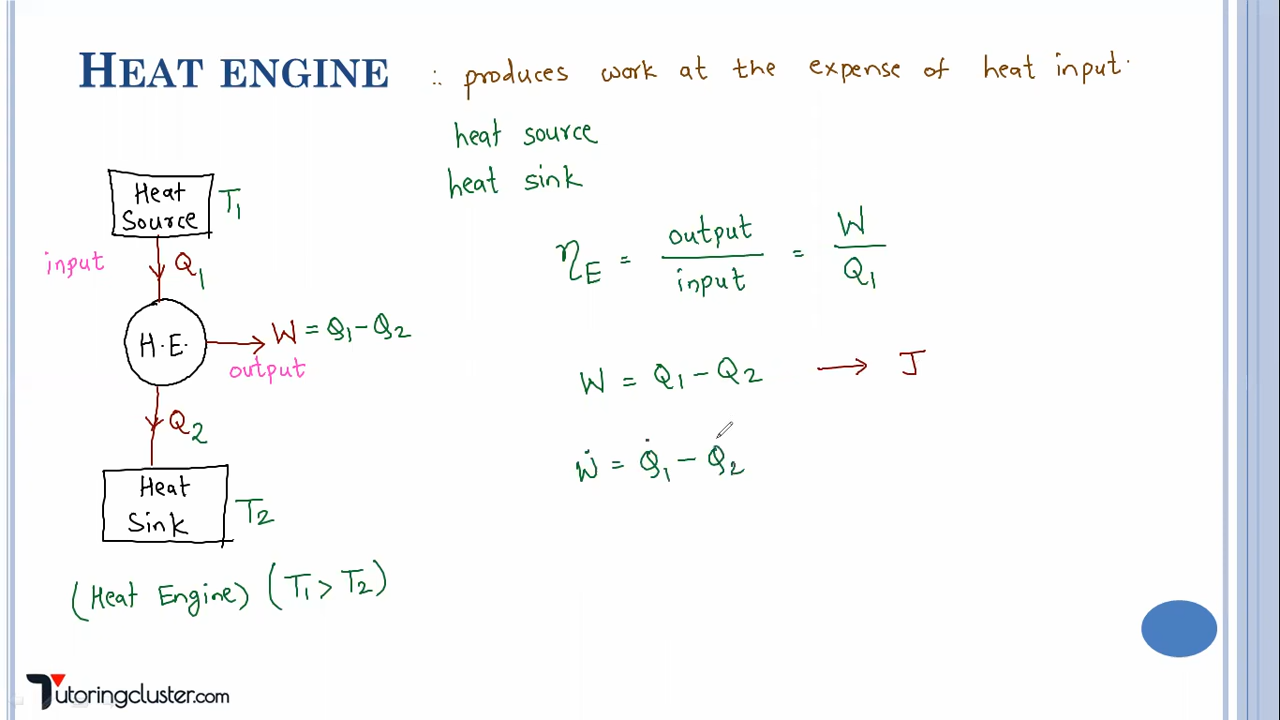 HEAT ENGINE ∴ produces work at the expense of heat input.
heat source
heat sink
Heat
Source
T1
input
Q1
H.E.
W = Q1 - Q2
output
Q2
Heat
Sink
T2
(Heat Engine) (T1 > T2)
ηE = output/input = W/Q1
W = Q1 - Q2 → J
Ẇ = Q̇1 - Q̇2
Tutoringcluster.com